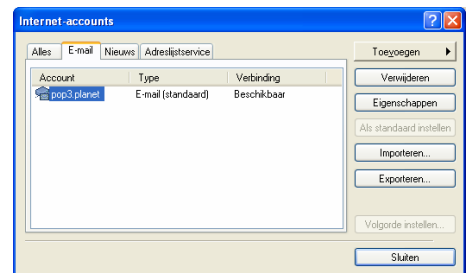 Internet-accounts
Alles E-mail Nieuws Adreslijstservice
Toevoegen
Account Type Verbinding
Verwijderen
pop3.planet E-mail (standaard) Beschikbaar
Eigenschappen
Als standaard instellen
Importeren...
Exporteren...
Volgorde instellen...
Sluiten